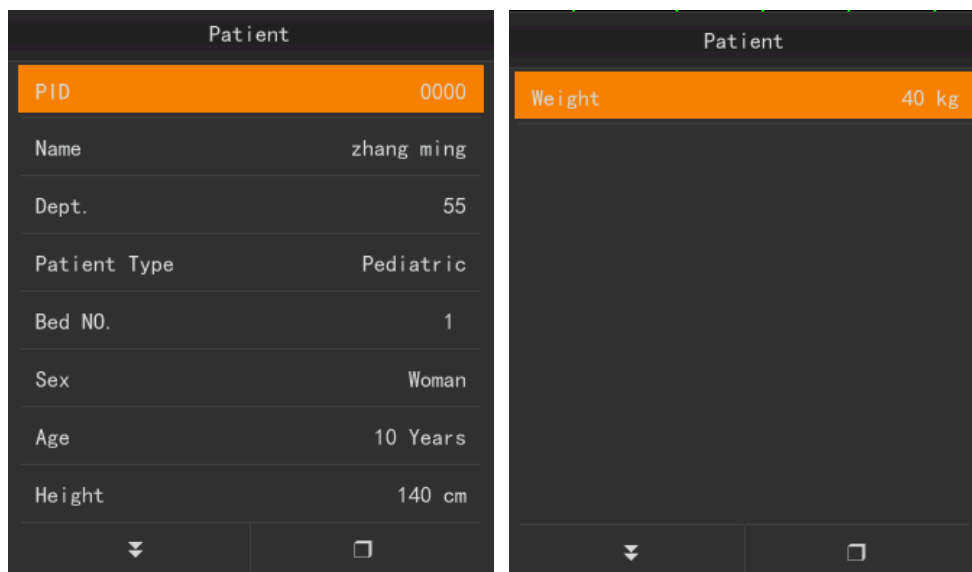 Patient
PID 0000
Name zhang ming
Dept. 55
Patient Type Pediatric
Bed NO. 1
Sex Woman
Age 10 Years
Height 140 cm
Patient
Weight 40 kg